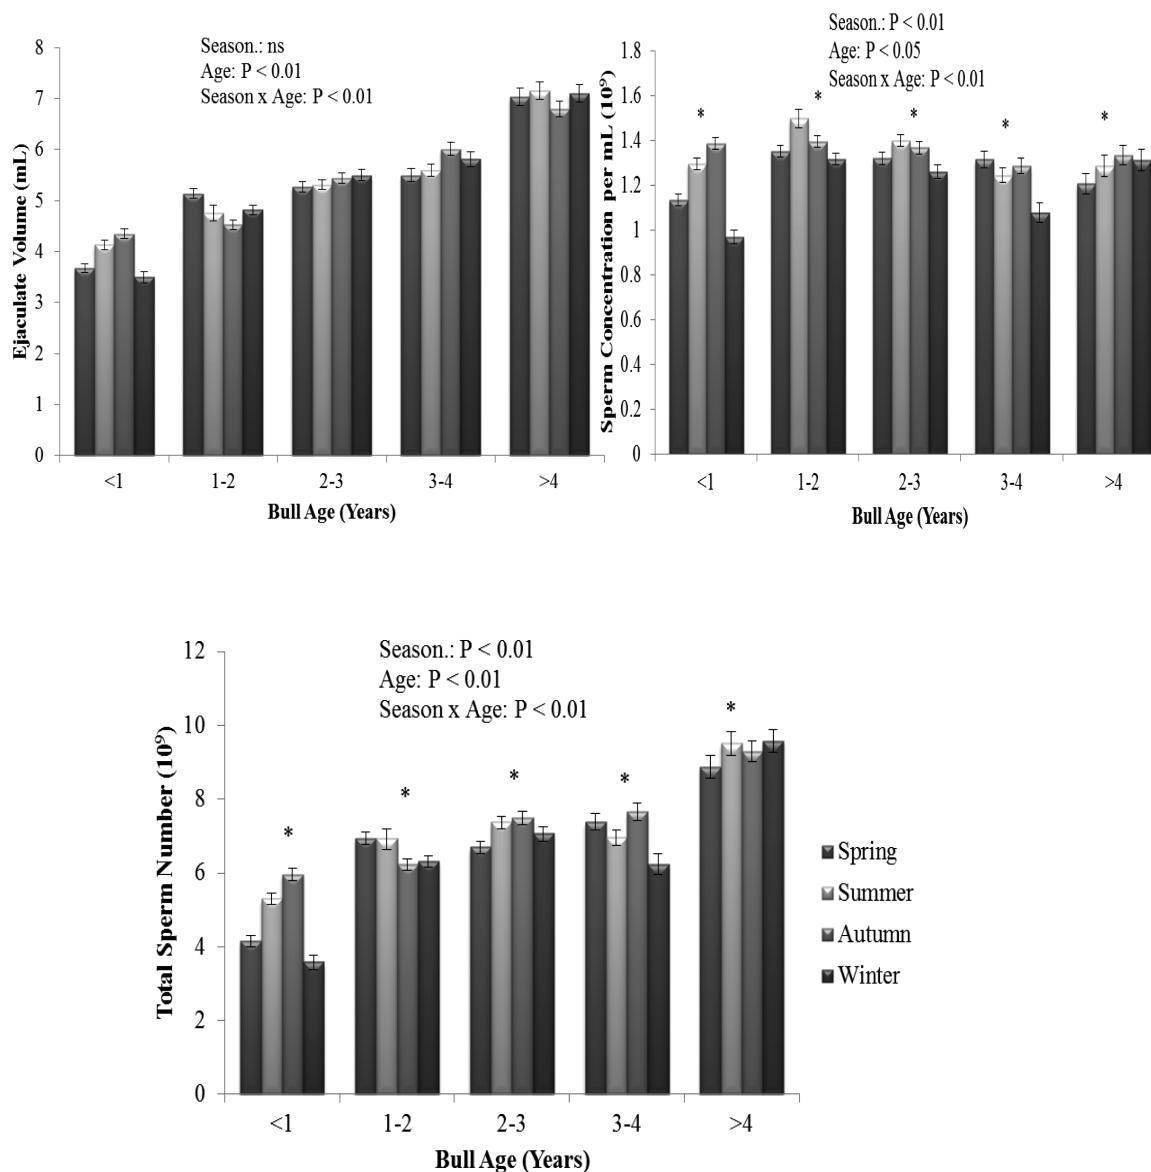 Season.: ns
Age: P < 0.01
Season x Age: P < 0.01
Ejaculate Volume (mL)
8
7
6
5
4
3
2
1
0
<1
1-2
2-3
3-4
>4
Bull Age (Years)
Season.: P < 0.01
Age: P < 0.05
Season x Age: P < 0.01
Sperm Concentration per mL (10⁹)
1.8
1.6
1.4
1.2
1
0.8
0.6
0.4
0.2
0
*
*
*
*
*
<1
1-2
2-3
3-4
>4
Bull Age (Years)
Season.: P < 0.01
Age: P < 0.01
Season x Age: P < 0.01
Total Sperm Number (10⁹)
12
10
8
6
4
2
0
*
*
*
*
*
<1
1-2
2-3
3-4
>4
Bull Age (Years)
Spring
Summer
Autumn
Winter